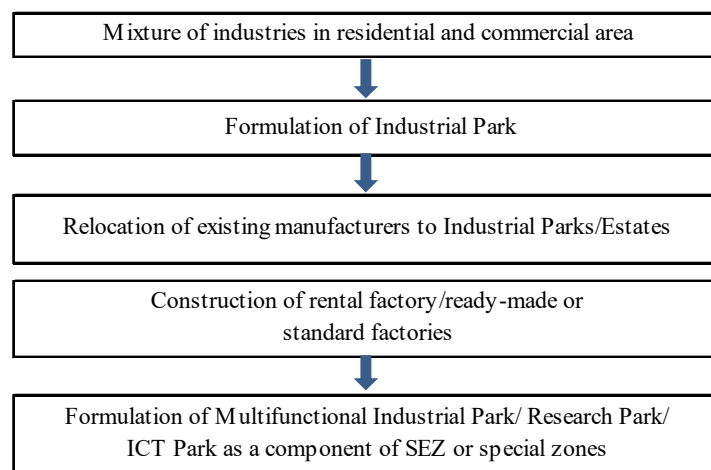 Mixture of industries in residential and commercial area
Formulation of Industrial Park
Relocation of existing manufacturers to Industrial Parks/Estates
Construction of rental factory/ready-made or
standard factories
Formulation of Multifunctional Industrial Park/ Research Park/
ICT Park as a component of SEZ or special zones